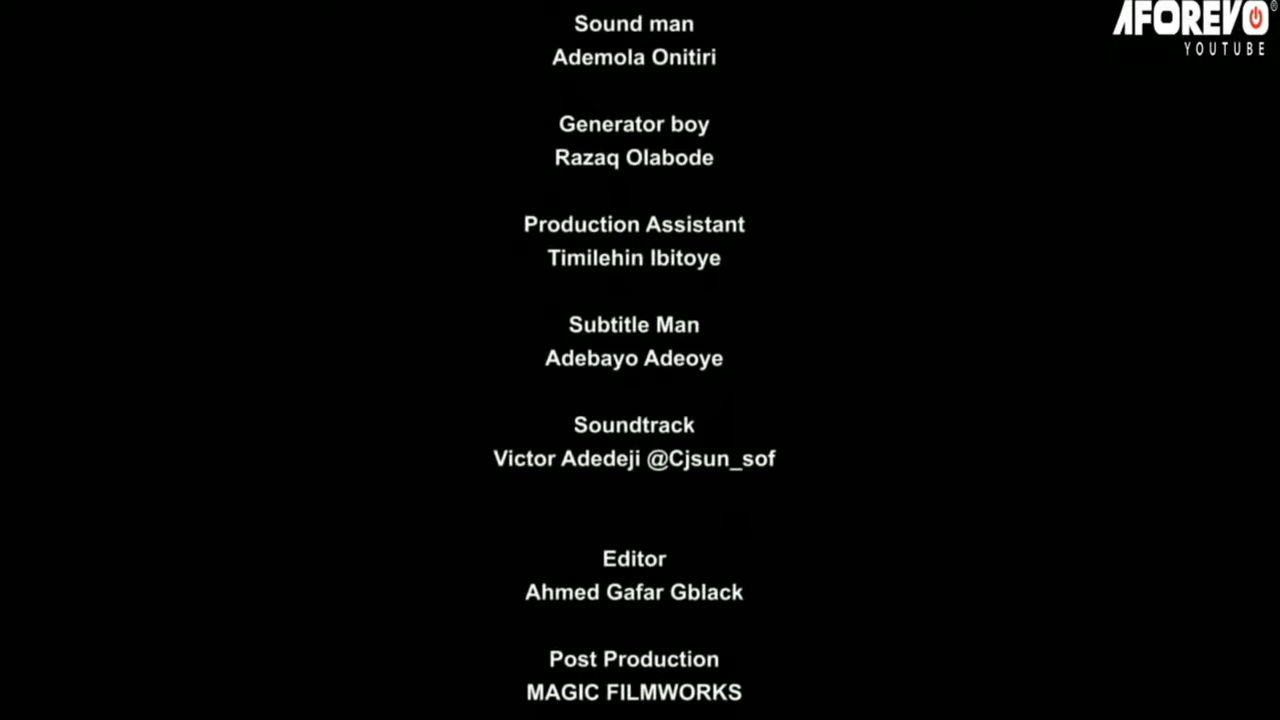 AFOREVO
YOUTUBE
Sound man
Ademola Onitiri
Generator boy
Razaq Olabode
Production Assistant
Timilehin Ibitoye
Subtitle Man
Adebayo Adeoye
Soundtrack
Victor Adedeji @Cjsun_sof
Editor
Ahmed Gafar Gblack
Post Production
MAGIC FILMWORKS